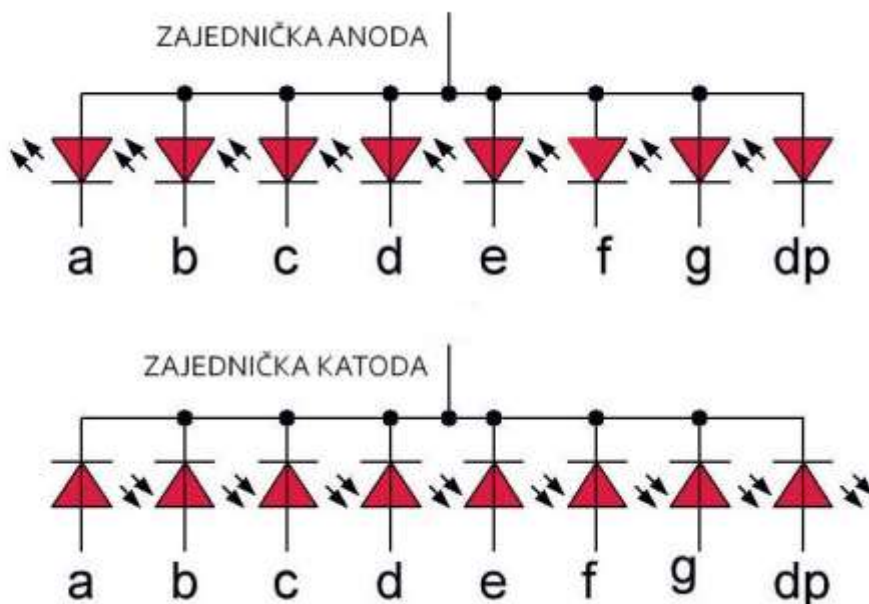 ZAJEDNIČKA ANODA
a b c d e f g dp
ZAJEDNIČKA KATODA
a b c d e f g dp